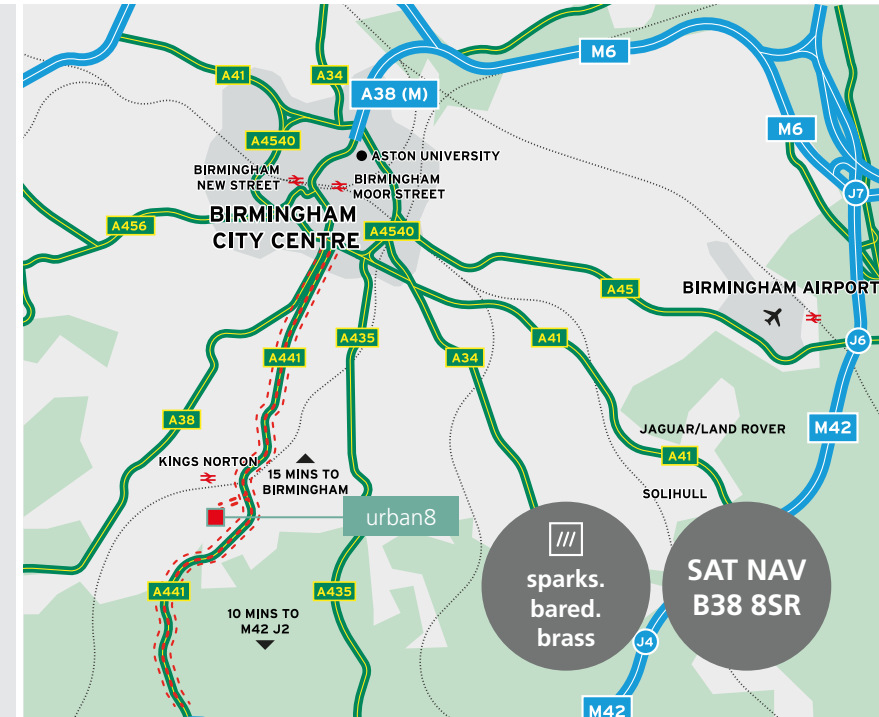 M6
A41
A34
A38 (M)
M6
A4540
ASTON UNIVERSITY
BIRMINGHAM
NEW STREET
BIRMINGHAM
MOOR STREET
J7
BIRMINGHAM
CITY CENTRE
A456
A4540
A45
BIRMINGHAM AIRPORT
A435
A41
J6
A441
A34
A38
JAGUAR/LAND ROVER
M42
A41
KINGS NORTON
15 MINS TO
BIRMINGHAM
SOLIHULL
urban8
///
sparks.
bared.
brass
SAT NAV
B38 8SR
A441
10 MINS TO
M42 J2
A435
J4
M42